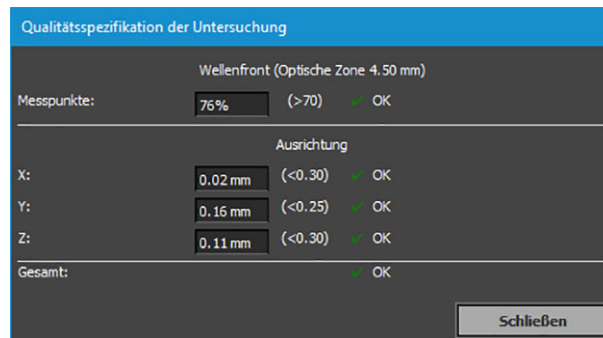 Qualitätsspezifikation der Untersuchung
Wellenfront (Optische Zone 4.50 mm)
Messpunkte: 76% (>70) ✓ OK
Ausrichtung
X: 0.02 mm (<0.30) ✓ OK
Y: 0.16 mm (<0.25) ✓ OK
Z: 0.11 mm (<0.30) ✓ OK
Gesamt: ✓ OK
Schließen